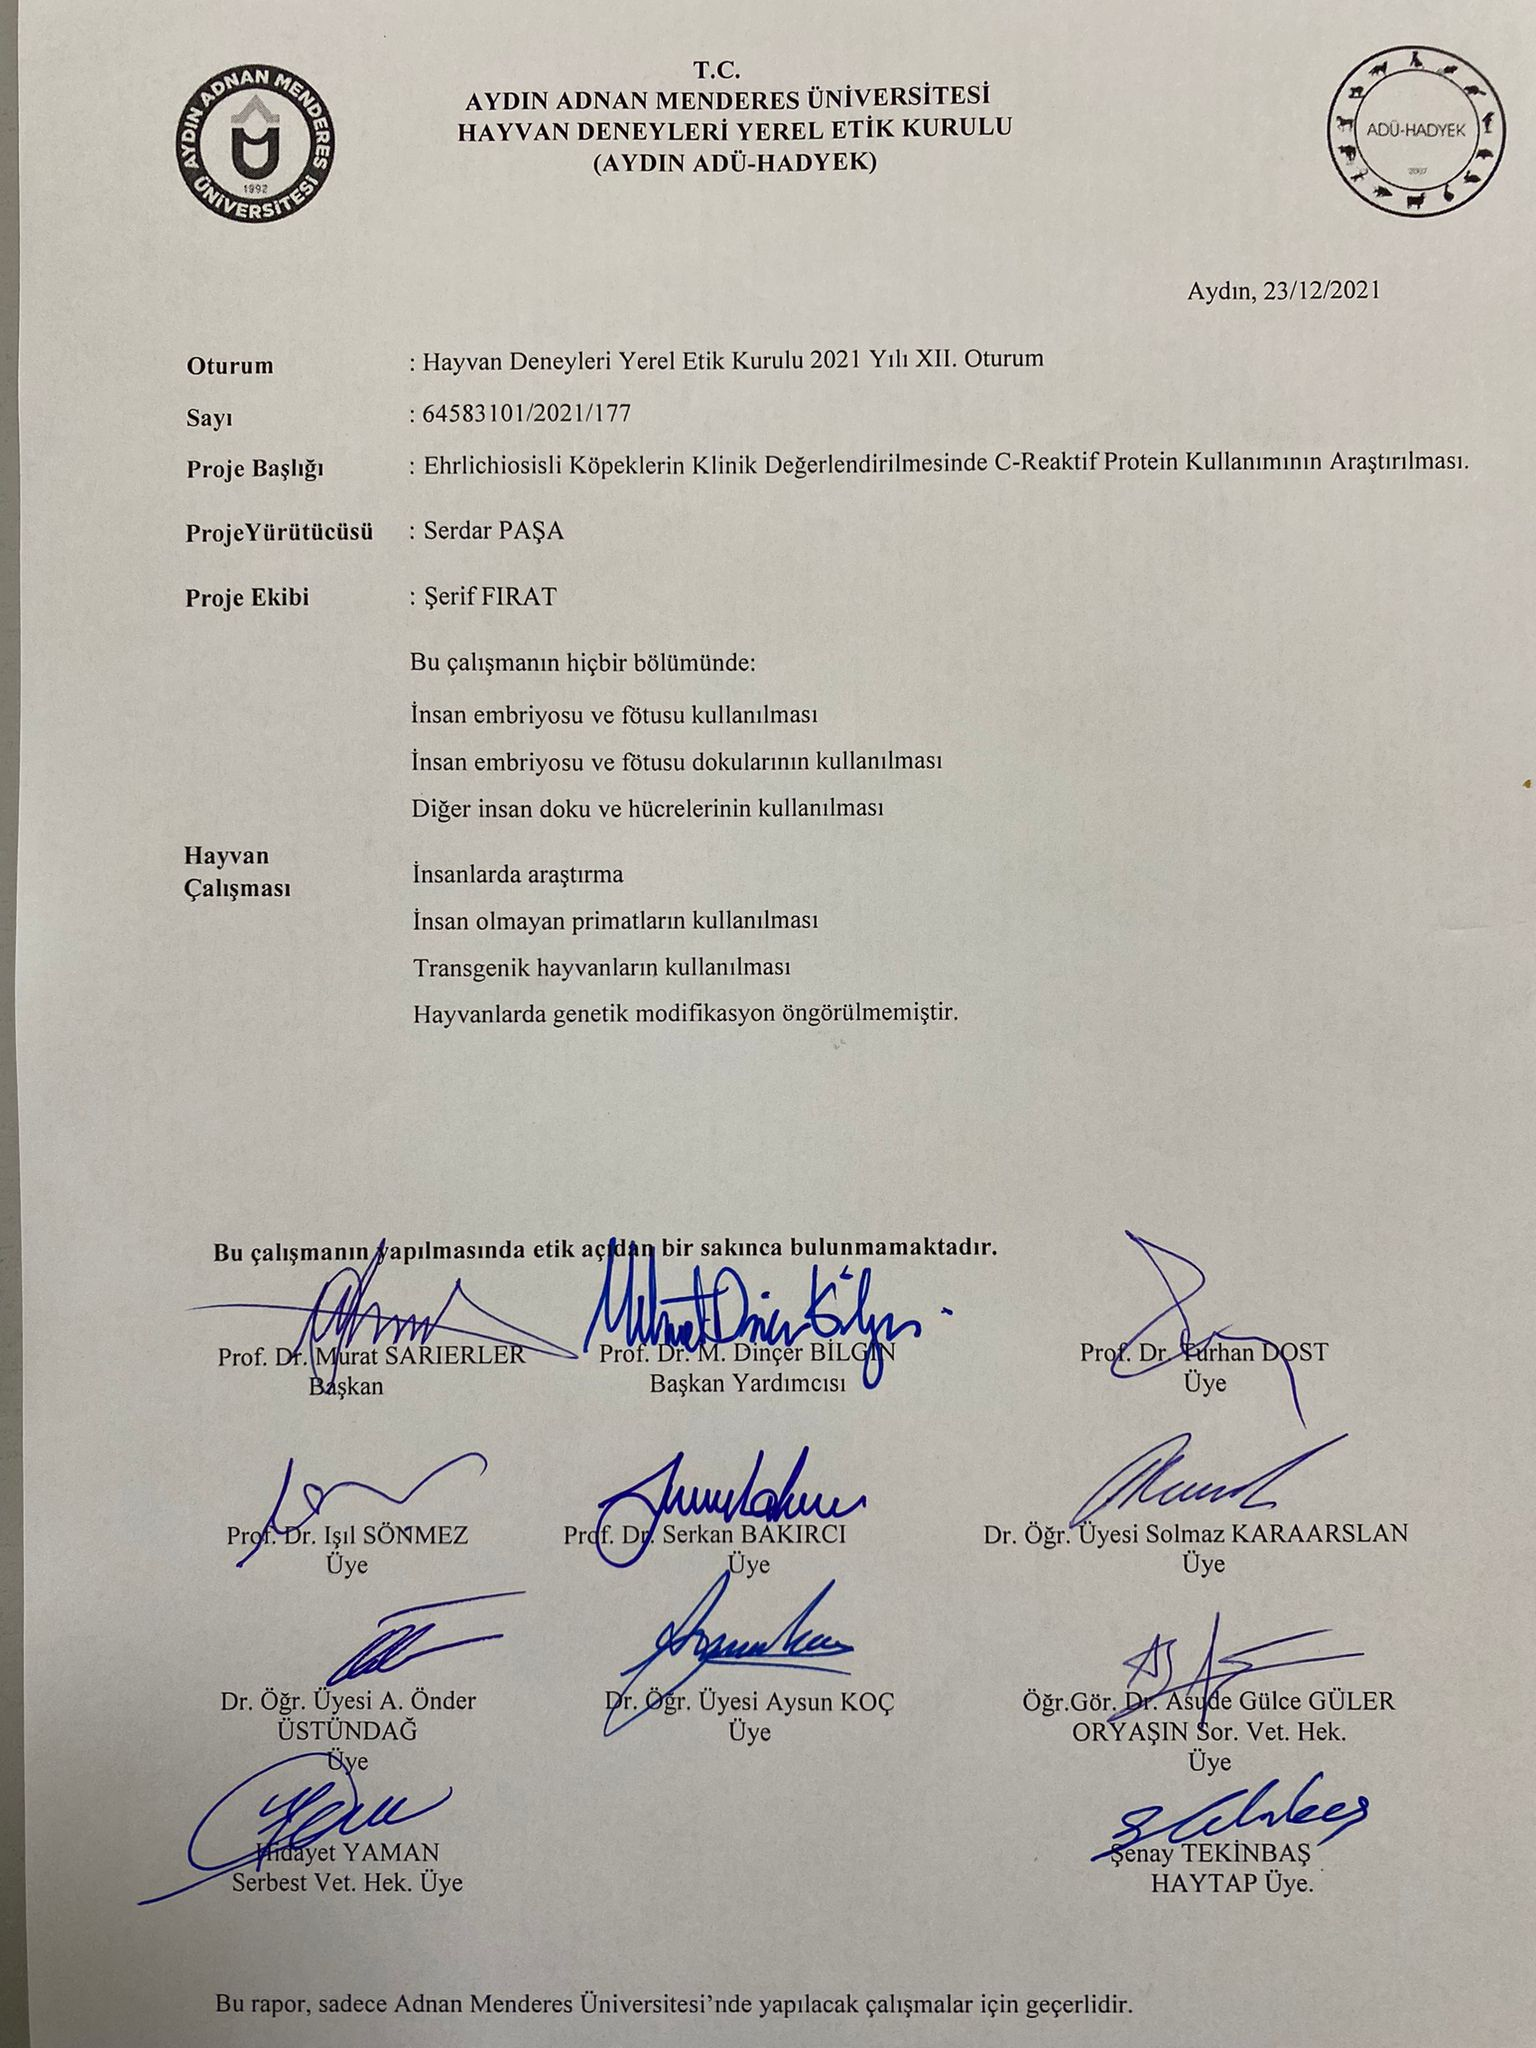 AYDIN ADNAN MENDERES ÜNİVERSİTESİ
1992
T.C.
AYDIN ADNAN MENDERES ÜNİVERSİTESİ
HAYVAN DENEYLERİ YEREL ETİK KURULU
(AYDIN ADÜ-HADYEK)
ADÜ-HADYEK
2007
Aydın, 23/12/2021
Oturum : Hayvan Deneyleri Yerel Etik Kurulu 2021 Yılı XII. Oturum
Sayı : 64583101/2021/177
Proje Başlığı : Ehrlichiosisli Köpeklerin Klinik Değerlendirilmesinde C-Reaktif Protein Kullanımının Araştırılması.
ProjeYürütücüsü : Serdar PAŞA
Proje Ekibi : Şerif FIRAT
Bu çalışmanın hiçbir bölümünde:
İnsan embriyosu ve fötusu kullanılması
İnsan embriyosu ve fötusu dokularının kullanılması
Diğer insan doku ve hücrelerinin kullanılması
Hayvan
Çalışması
İnsanlarda araştırma
İnsan olmayan primatların kullanılması
Transgenik hayvanların kullanılması
Hayvanlarda genetik modifikasyon öngörülmemiştir.
Bu çalışmanın yapılmasında etik açıdan bir sakınca bulunmamaktadır.
Mehmet Dinçer Bilgin
Prof. Dr. Murat SARIERLER Prof. Dr. M. Dinçer BİLGİN Prof. Dr. Turhan DOST
Başkan Başkan Yardımcısı Üye
Prof. Dr. Işıl SÖNMEZ Prof. Dr. Serkan BAKIRCI Dr. Öğr. Üyesi Solmaz KARAARSLAN
Üye Üye Üye
Dr. Öğr. Üyesi A. Önder Dr. Öğr. Üyesi Aysun KOÇ Öğr.Gör. Dr. Asude Gülce GÜLER
ÜSTÜNDAĞ Üye ORYAŞIN Sor. Vet. Hek.
Üye Üye
Hidayet YAMAN Şenay TEKİNBAŞ
Serbest Vet. Hek. Üye HAYTAP Üye.
Bu rapor, sadece Adnan Menderes Üniversitesi’nde yapılacak çalışmalar için geçerlidir.